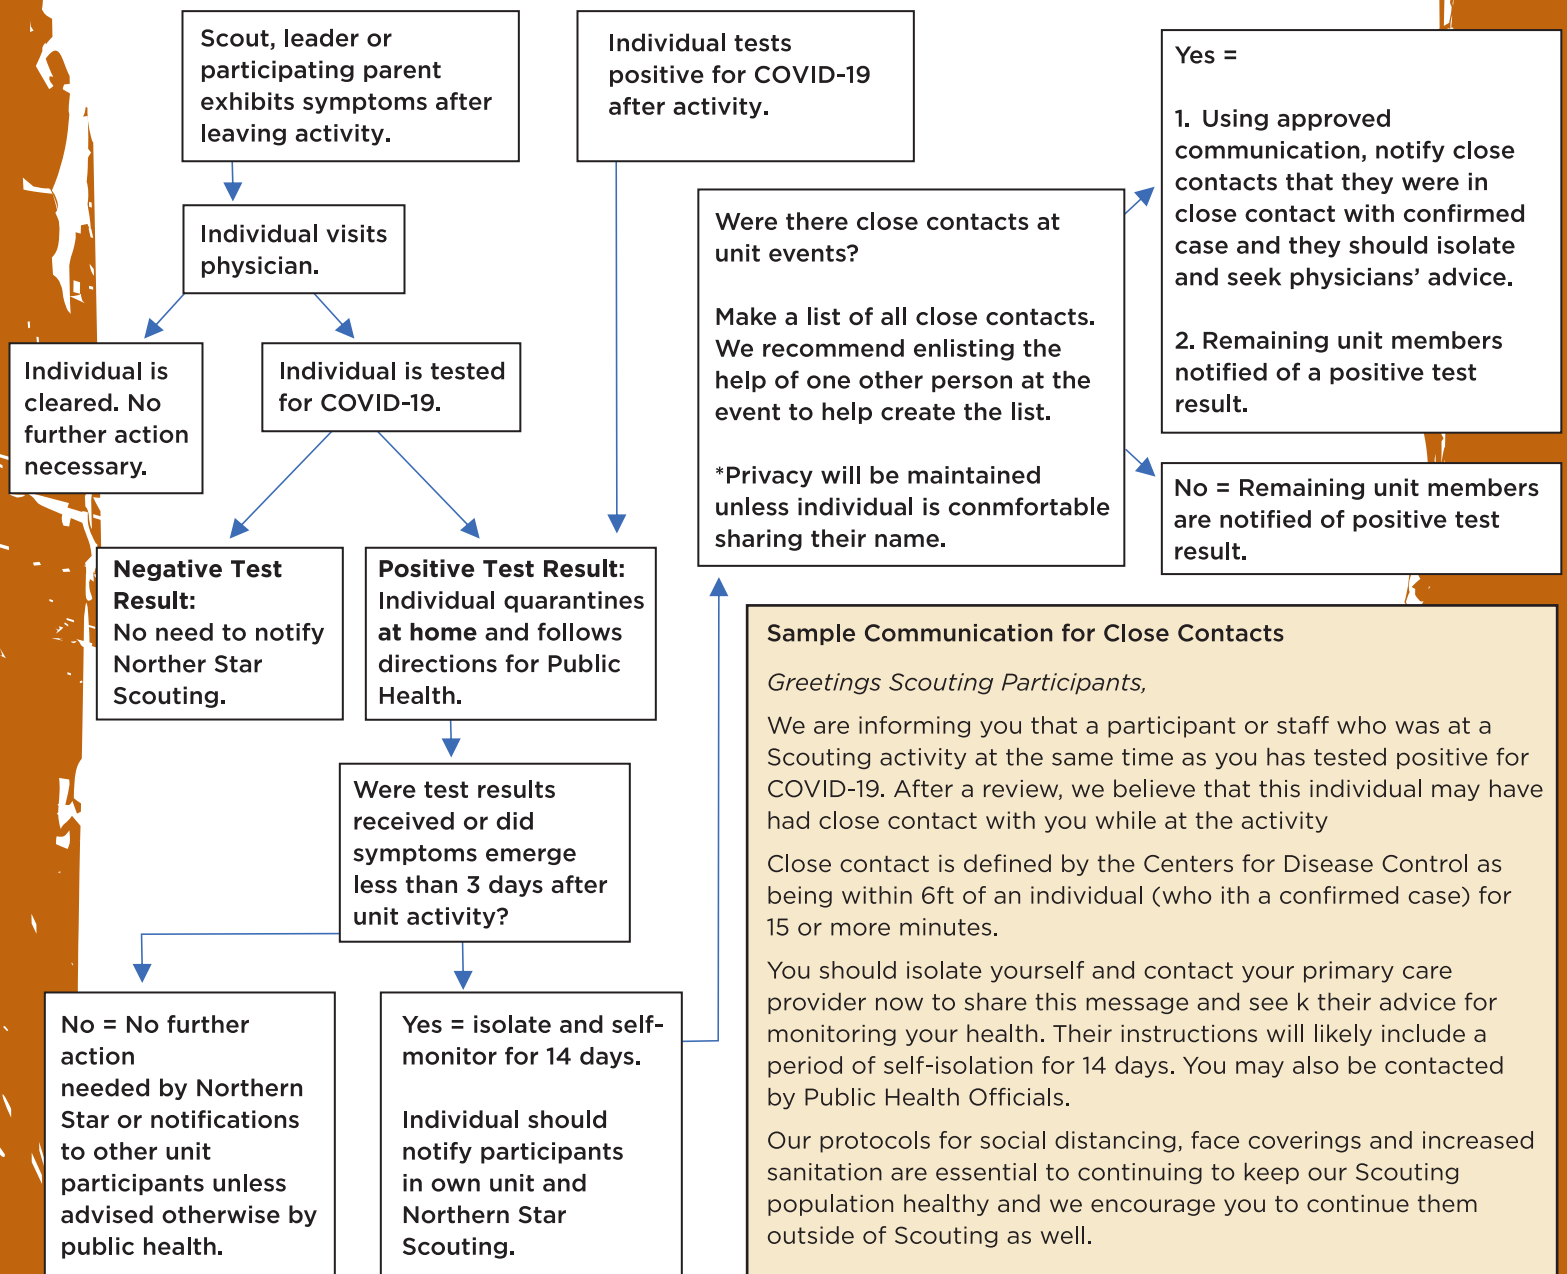 Scout, leader or
participating parent
exhibits symptoms after
leaving activity.
Individual tests
positive for COVID-19
after activity.
Individual visits
physician.
Individual is
cleared. No
further action
necessary.
Individual is tested
for COVID-19.
Negative Test
Result:
No need to notify
Norther Star
Scouting.
Positive Test Result:
Individual quarantines
at home and follows
directions for Public
Health.
Were test results
received or did
symptoms emerge
less than 3 days after
unit activity?
No = No further
action
needed by Northern
Star or notifications
to other unit
participants unless
advised otherwise by
public health.
Yes = isolate and self-
monitor for 14 days.
Individual should
notify participants
in own unit and
Northern Star
Scouting.
Were there close contacts at
unit events?
Make a list of all close contacts.
We recommend enlisting the
help of one other person at the
event to help create the list.
*Privacy will be maintained
unless individual is conmfortable
sharing their name.
Yes =
1. Using approved
communication, notify close
contacts that they were in
close contact with confirmed
case and they should isolate
and seek physicians’ advice.
2. Remaining unit members
notified of a positive test
result.
No = Remaining unit members
are notified of positive test
result.
Sample Communication for Close Contacts
Greetings Scouting Participants,
We are informing you that a participant or staff who was at a
Scouting activity at the same time as you has tested positive for
COVID-19. After a review, we believe that this individual may have
had close contact with you while at the activity
Close contact is defined by the Centers for Disease Control as
being within 6ft of an individual (who ith a confirmed case) for
15 or more minutes.
You should isolate yourself and contact your primary care
provider now to share this message and see k their advice for
monitoring your health. Their instructions will likely include a
period of self-isolation for 14 days. You may also be contacted
by Public Health Officials.
Our protocols for social distancing, face coverings and increased
sanitation are essential to continuing to keep our Scouting
population healthy and we encourage you to continue them
outside of Scouting as well.